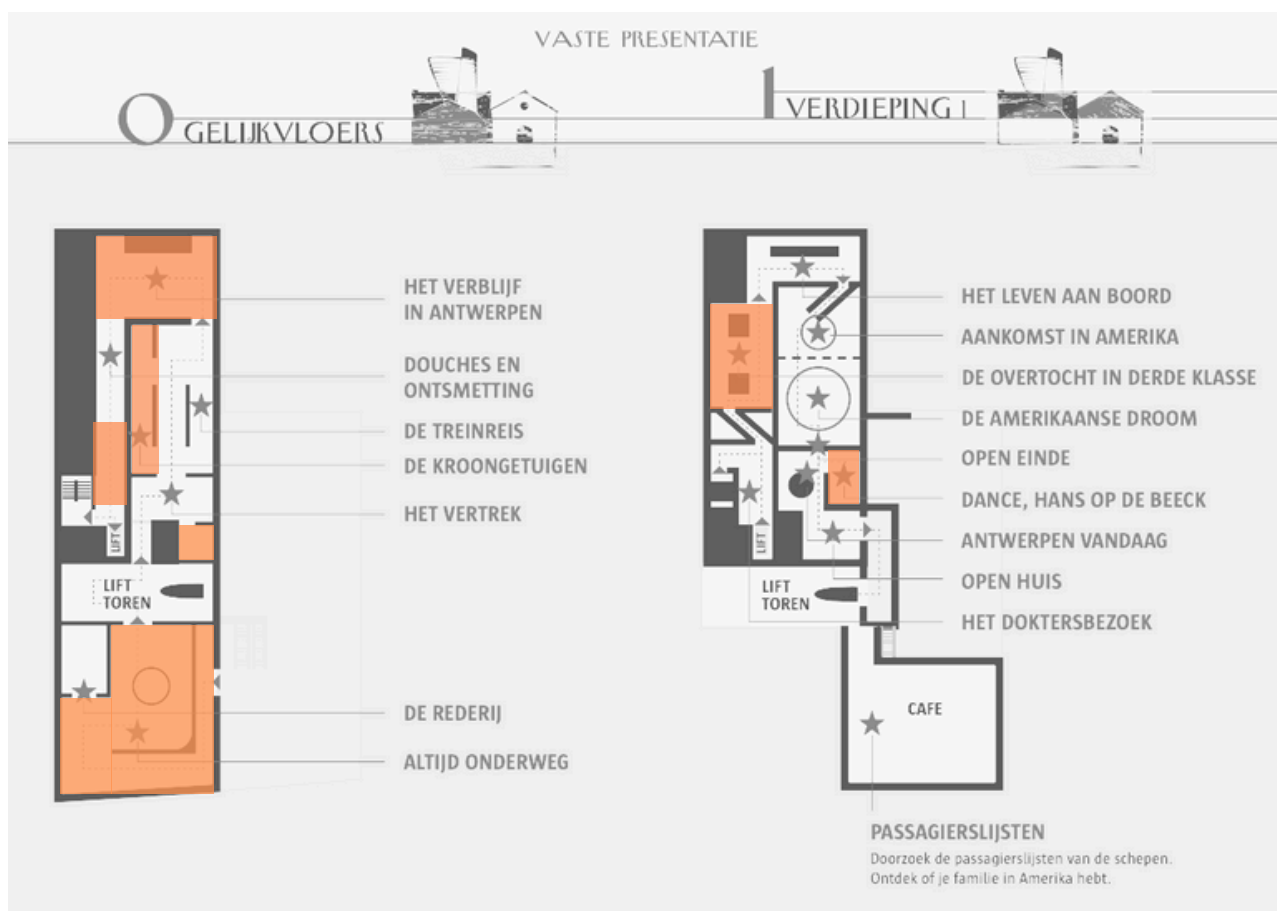 VASTE PRESENTATIE
0 GELIJKVLOERS
1 VERDIEPING 1
HET VERBLIJF
IN ANTWERPEN
DOUCHES EN
ONTSMETTING
DE TREINREIS
DE KROONGETUIGEN
HET VERTREK
LIFT
LIFT
TOREN
DE REDERIJ
ALTIJD ONDERWEG
HET LEVEN AAN BOORD
AANKOMST IN AMERIKA
DE OVERTOCHT IN DERDE KLASSE
DE AMERIKAANSE DROOM
OPEN EINDE
DANCE, HANS OP DE BEECK
ANTWERPEN VANDAAG
OPEN HUIS
HET DOKTERSBEZOEK
LIFT
LIFT
TOREN
CAFE
PASSAGIERSLIJSTEN
Doorzoek de passagierslijsten van de schepen.
Ontdek of je familie in Amerika hebt.